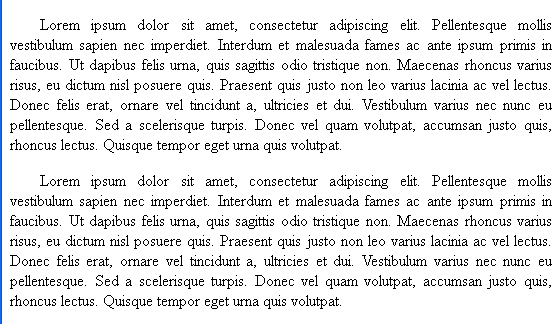 Lorem ipsum dolor sit amet, consectetur adipiscing elit. Pellentesque mollis
vestibulum sapien nec imperdiet. Interdum et malesuada fames ac ante ipsum primis in
faucibus. Ut dapibus felis urna, quis sagittis odio tristique non. Maecenas rhoncus varius
risus, eu dictum nisl posuere quis. Praesent quis justo non leo varius lacinia ac vel lectus.
Donec felis erat, ornare vel tincidunt a, ultricies et dui. Vestibulum varius nec nunc eu
pellentesque. Sed a scelerisque turpis. Donec vel quam volutpat, accumsan justo quis,
rhoncus lectus. Quisque tempor eget urna quis volutpat.
Lorem ipsum dolor sit amet, consectetur adipiscing elit. Pellentesque mollis
vestibulum sapien nec imperdiet. Interdum et malesuada fames ac ante ipsum primis in
faucibus. Ut dapibus felis urna, quis sagittis odio tristique non. Maecenas rhoncus varius
risus, eu dictum nisl posuere quis. Praesent quis justo non leo varius lacinia ac vel lectus.
Donec felis erat, ornare vel tincidunt a, ultricies et dui. Vestibulum varius nec nunc eu
pellentesque. Sed a scelerisque turpis. Donec vel quam volutpat, accumsan justo quis,
rhoncus lectus. Quisque tempor eget urna quis volutpat.